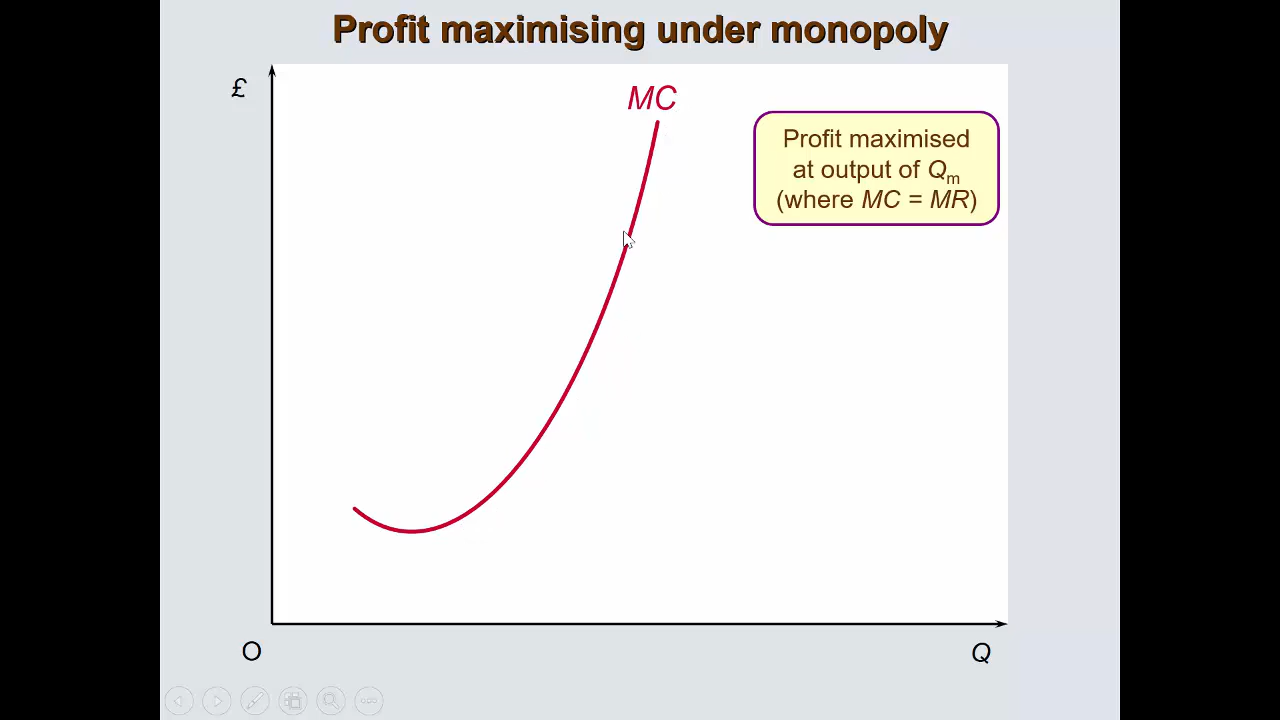 Profit maximising under monopoly
£
MC
Profit maximised
at output of Qm
(where MC = MR)
O
Q